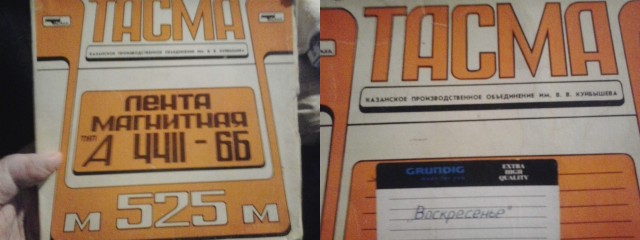 ТАСМА
КАЗАНСКОЕ ПРОИЗВОДСТВЕННОЕ ОБЪЕДИНЕНИЕ ИМ. В. В. КУЙБЫШЕВА
ЛЕНТА
МАГНИТНАЯ
ТИП А 4411-6Б
М 525 М
ТАСМА
КАЗАНСКОЕ ПРОИЗВОДСТВЕННОЕ ОБЪЕДИНЕНИЕ ИМ. В. В. КУЙБЫШЕВА
GRUNDIG
EXTRA
HIGH
QUALITY
"Воскресенье"